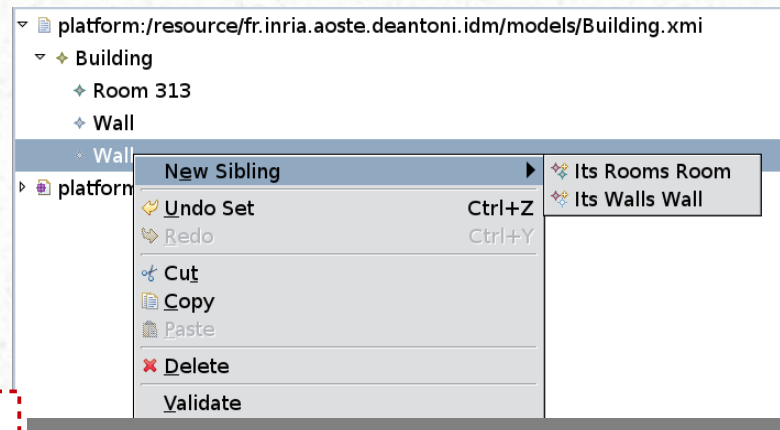 platform:/resource/fr.inria.aoste.deantoni.idm/models/Building.xmi
Building
Room 313
Wall
Wall
platform
New Sibling
Its Rooms Room
Its Walls Wall
Undo Set Ctrl+Z
Redo Ctrl+Y
Cut
Copy
Paste
Delete
Validate